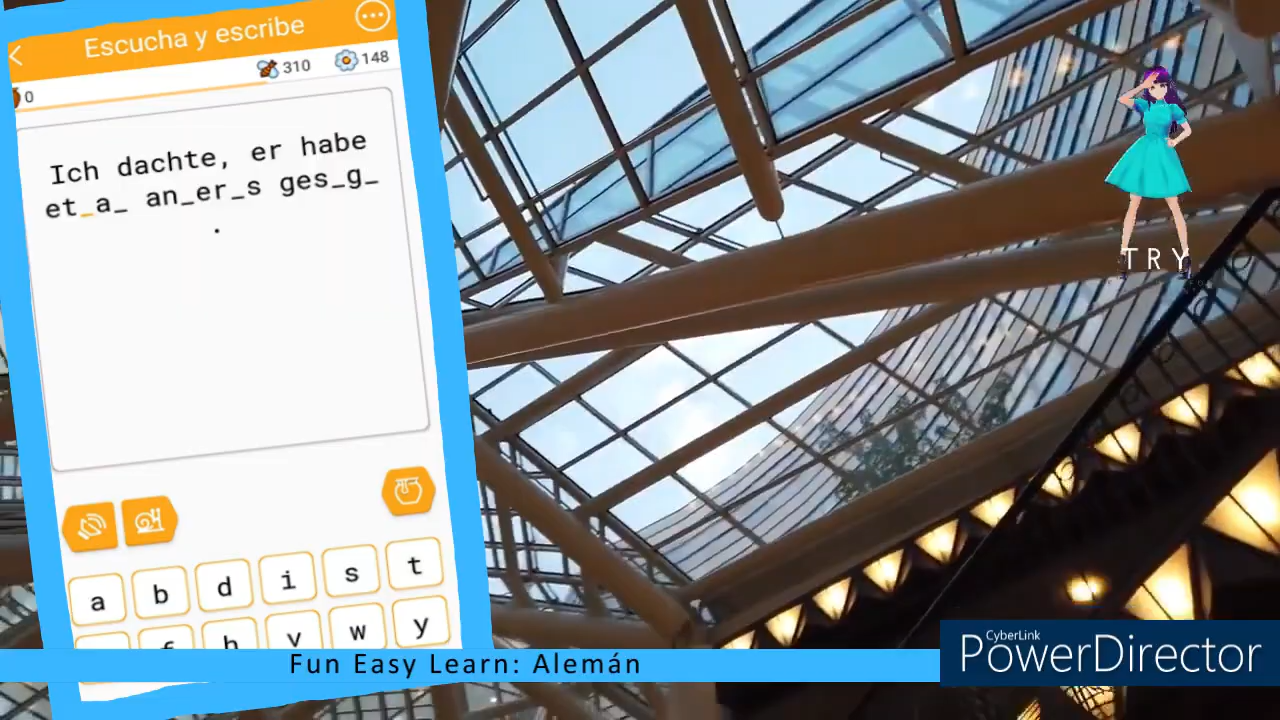 Escucha y escribe
310
148
0
Ich dachte, er habe
et_a_ an_er_s ges_g_
.
a b d i s t
f h v w y
TRY
Fun Easy Learn: Alemán
CyberLink
PowerDirector